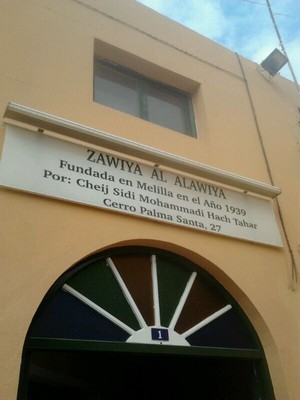 ZAWIYA AL ALAWIYA
Fundada en Melilla en el Año 1939
Por: Cheij Sidi Mohammadi Hach Tahar
Cerro Palma Santa, 27
1